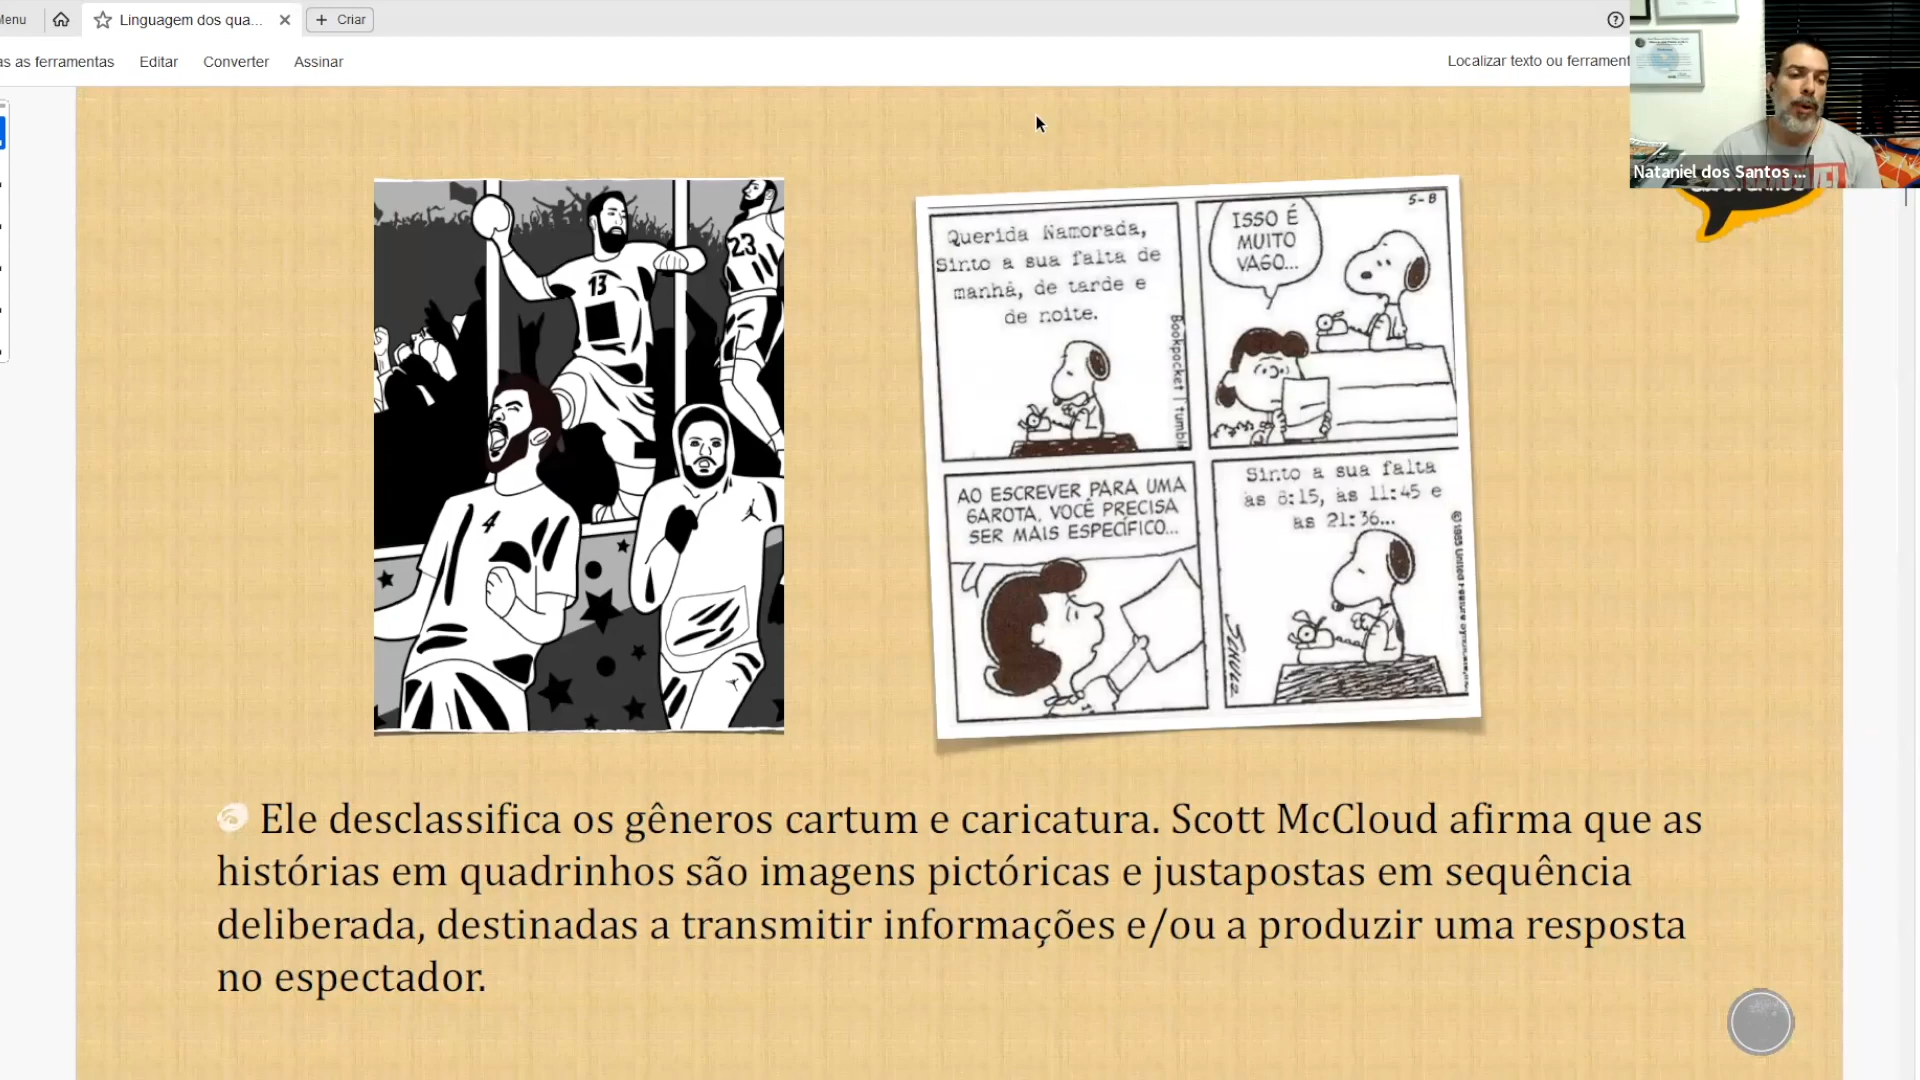 Menu
Linguagem dos qua...
Criar
as as ferramentas
Editar
Converter
Assinar
Localizar texto ou ferrament
Nataniel dos Santos ...
13
23
4
Querida Namorada,
Sinto a sua falta de
manhã, de tarde e
de noite.
Bookpocket | tumbl
5-8
ISSO É
MUITO
VAGO...
AO ESCREVER PARA UMA
GAROTA, VOCÊ PRECISA
SER MAIS ESPECÍFICO...
Sinto a sua falta
às 8:15, às 11:45 e
às 21:36...
SCHULZ
Ele desclassifica os gêneros cartum e caricatura. Scott McCloud afirma que as
histórias em quadrinhos são imagens pictóricas e justapostas em sequência
deliberada, destinadas a transmitir informações e/ou a produzir uma resposta
no espectador.